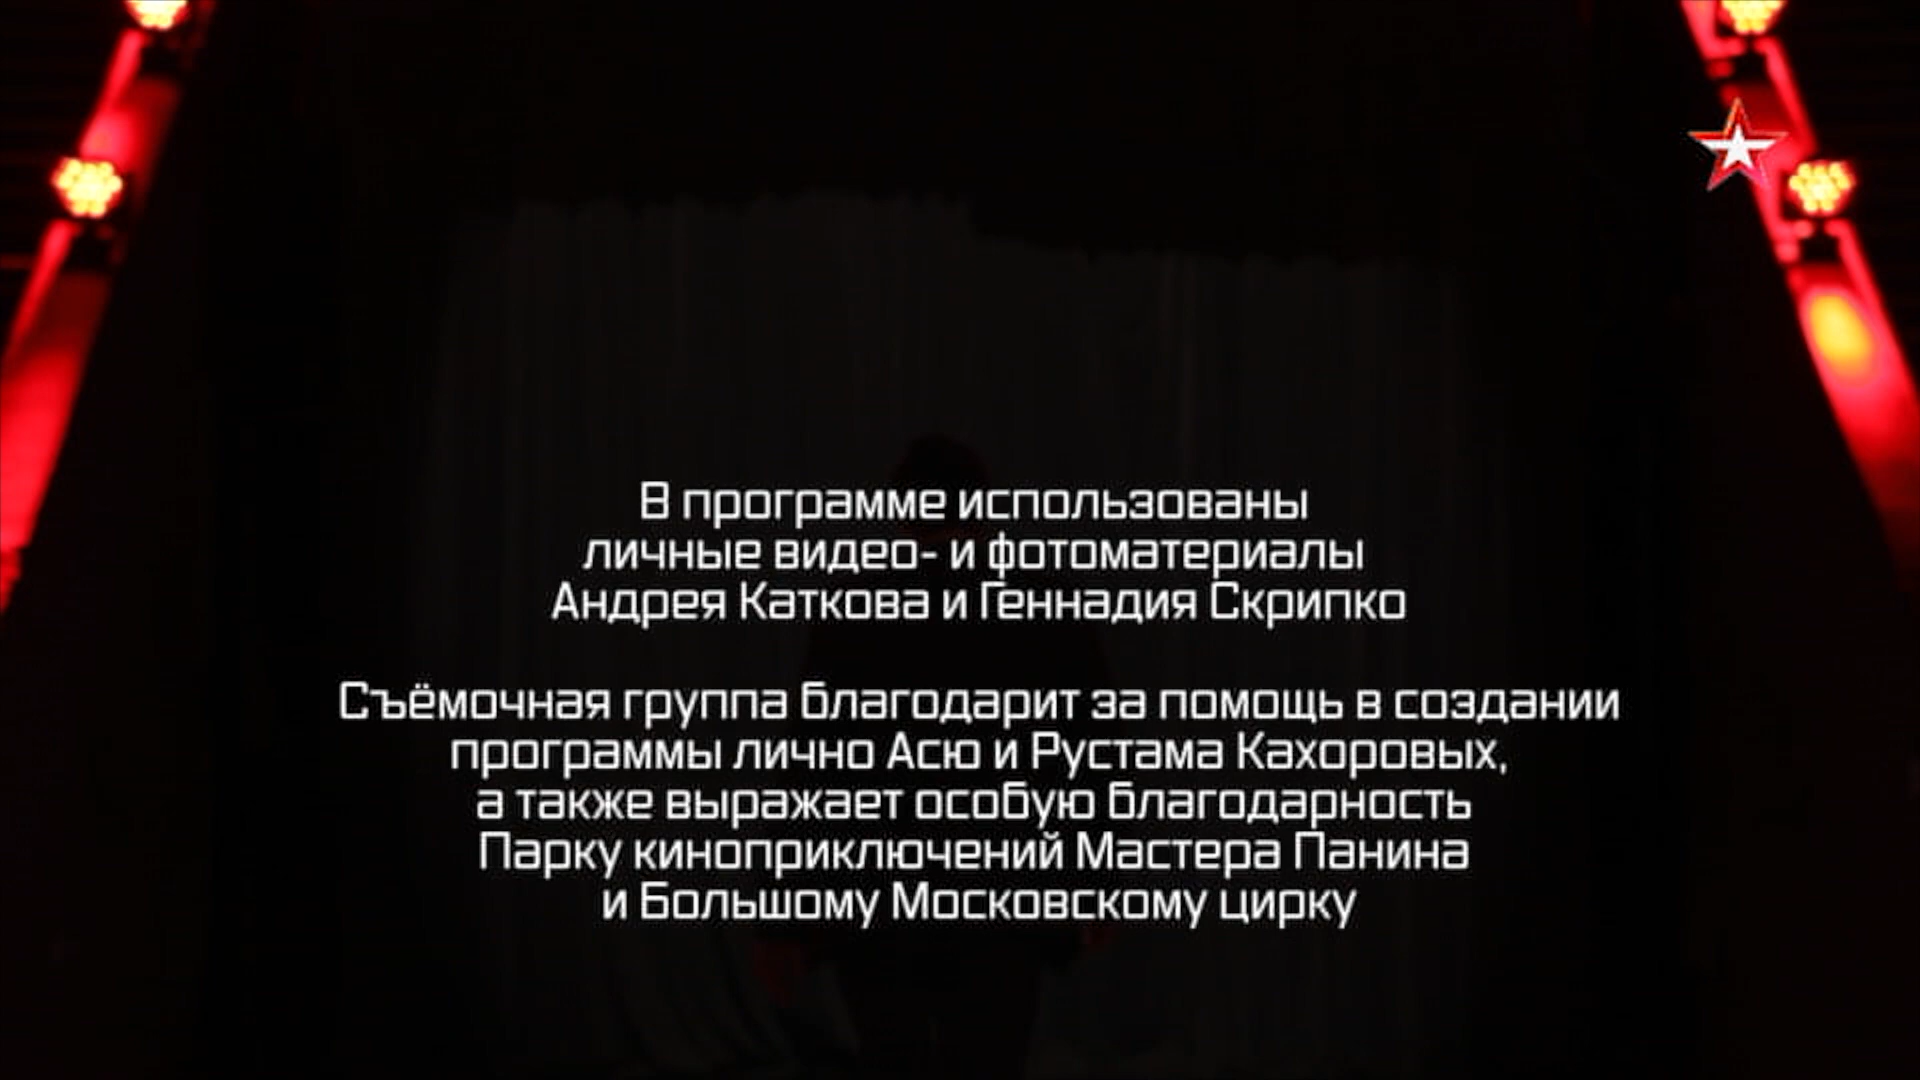 В программе использованы
личные видео- и фотоматериалы
Андрея Каткова и Геннадия Скрипко
Съёмочная группа благодарит за помощь в создании
программы лично Асю и Рустама Кахоровых,
а также выражает особую благодарность
Парку киноприключений Мастера Панина
и Большому Московскому цирку